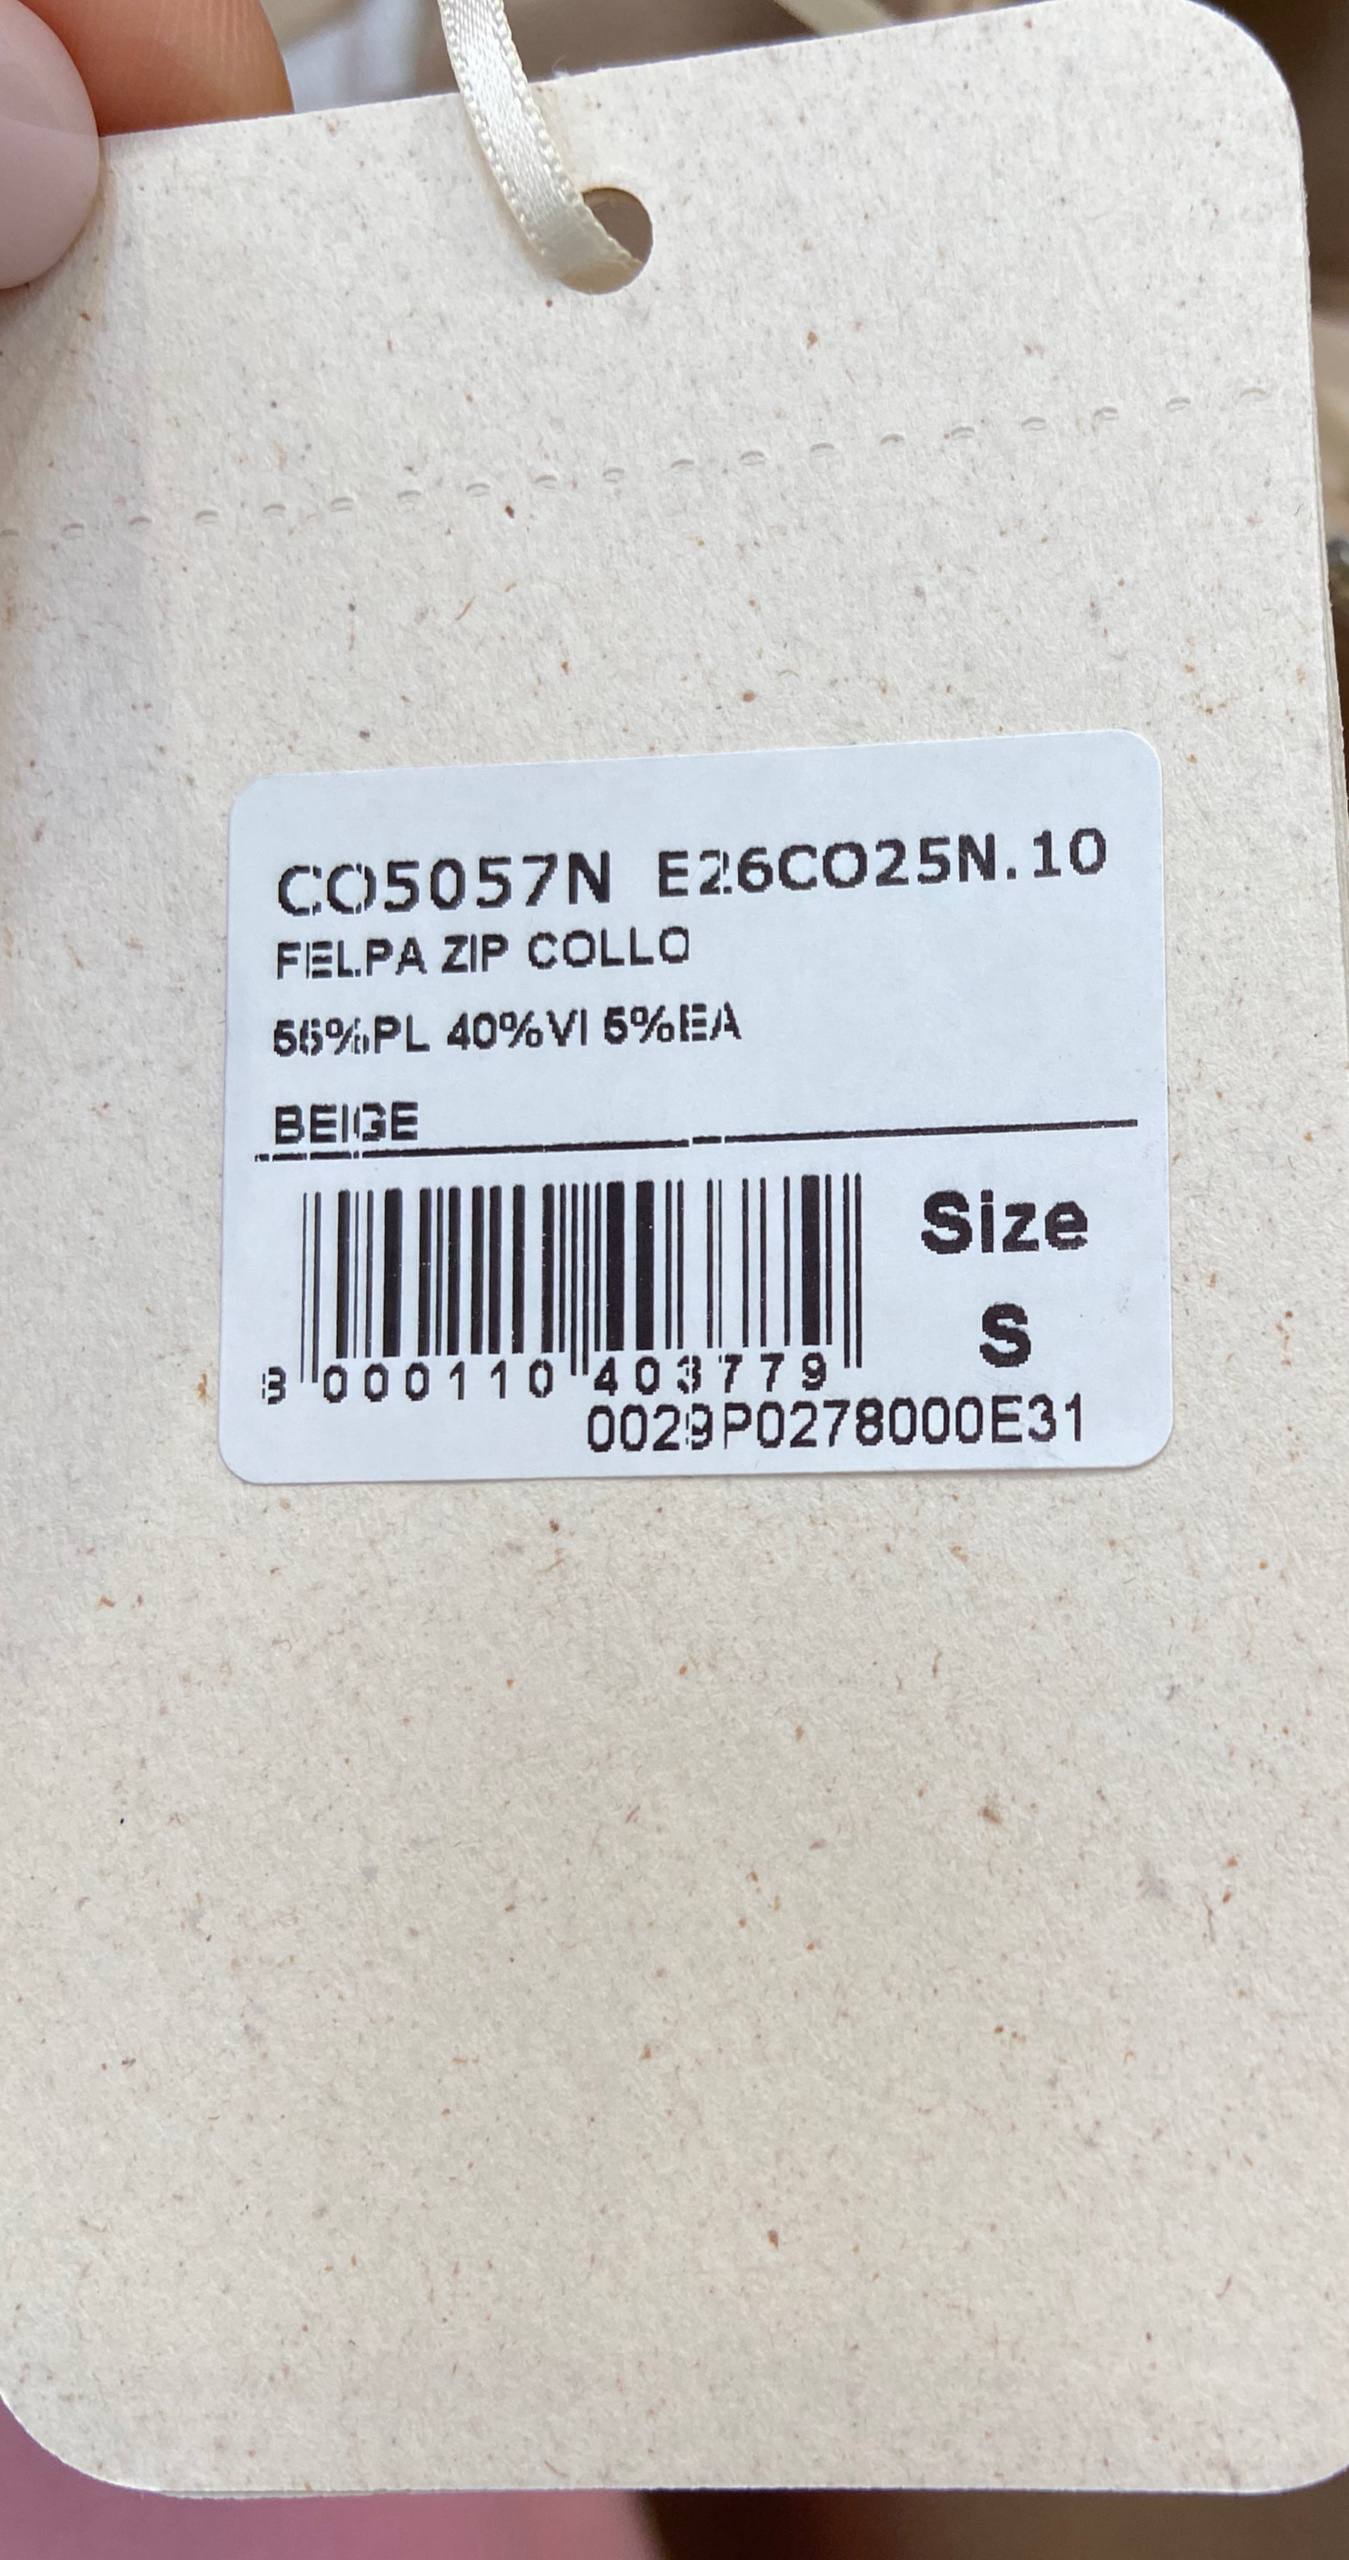 CO5057N E26CO25N.10
FELPA ZIP COLLO
55%PL 40%VI 5%EA
BEIGE
Size
S
8 000110 403779
0029P0278000E31